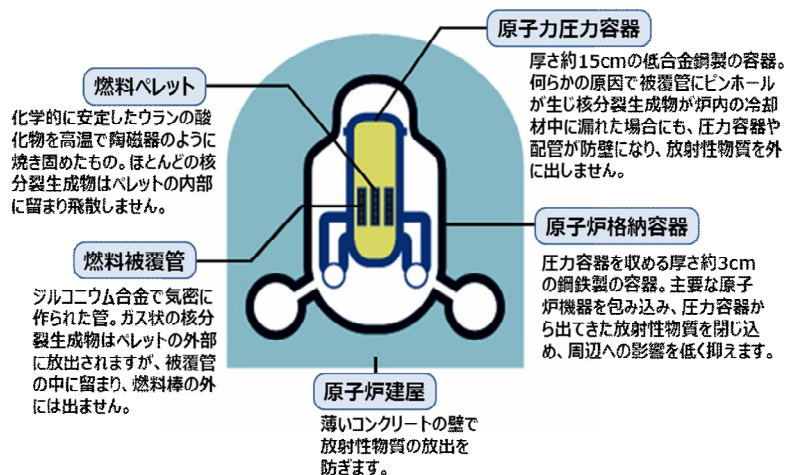 燃料ペレット
化学的に安定したウランの酸
化物を高温で陶磁器のように
焼き固めたもの。ほとんどの核
分裂生成物はペレットの内部
に留まり飛散しません。
燃料被覆管
ジルコニウム合金で気密に
作られた管。ガス状の核分
裂生成物はペレットの外部
に放出されますが、被覆管
の中に留まり、燃料棒の外
には出ません。
原子炉建屋
薄いコンクリートの壁で
放射性物質の放出を
防ぎます。
原子力圧力容器
厚さ約15cmの低合金鋼製の容器。
何らかの原因で被覆管にピンホール
が生じ核分裂生成物が炉内の冷却
材中に漏れた場合にも、圧力容器や
配管が防壁になり、放射性物質を外
に出しません。
原子炉格納容器
圧力容器を収める厚さ約3cm
の鋼鉄製の容器。主要な原子
炉機器を包み込み、圧力容器か
ら出てきた放射性物質を閉じ込
め、周辺への影響を低く抑えます。